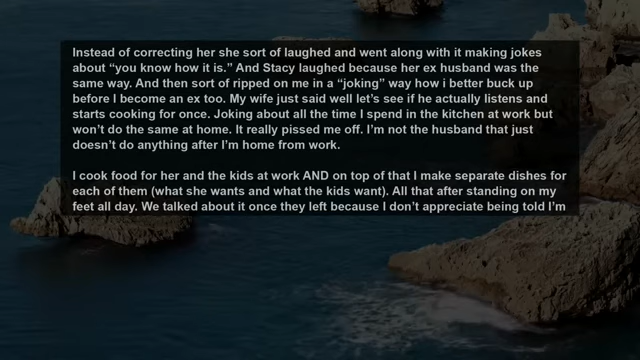 Instead of correcting her she sort of laughed and went along with it making jokes
about “you know how it is.” And Stacy laughed because her ex husband was the
same way. And then sort of ripped on me in a “joking” way how i better buck up
before I become an ex too. My wife just said well let’s see if he actually listens and
starts cooking for once. Joking about all the time I spend in the kitchen at work but
won’t do the same at home. It really pissed me off. I’m not the husband that just
doesn’t do anything after I’m home from work.
I cook food for her and the kids at work AND on top of that I make separate dishes for
each of them (what she wants and what the kids want). All that after standing on my
feet all day. We talked about it once they left because I don’t appreciate being told I’m